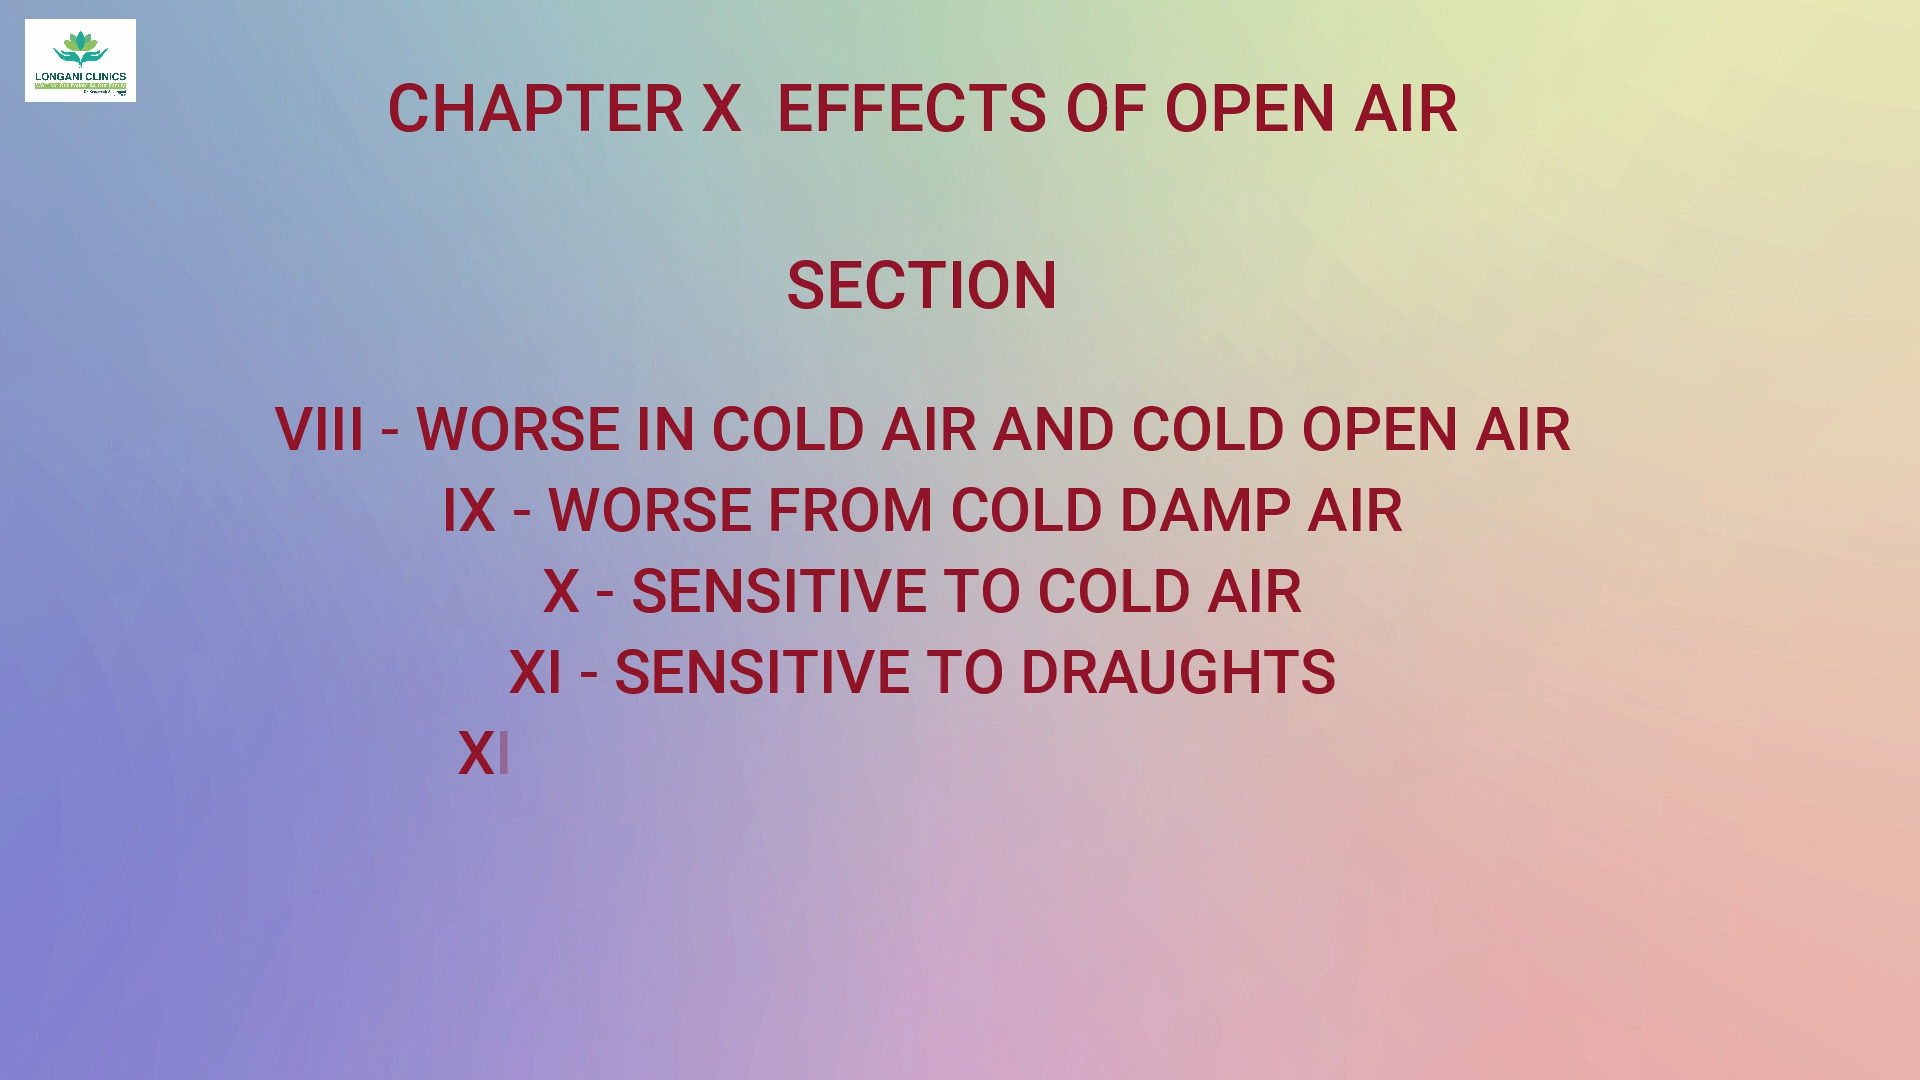 LONGANI CLINICS
CHAPTER X EFFECTS OF OPEN AIR
SECTION
VIII - WORSE IN COLD AIR AND COLD OPEN AIR
IX - WORSE FROM COLD DAMP AIR
X - SENSITIVE TO COLD AIR
XI - SENSITIVE TO DRAUGHTS
XI